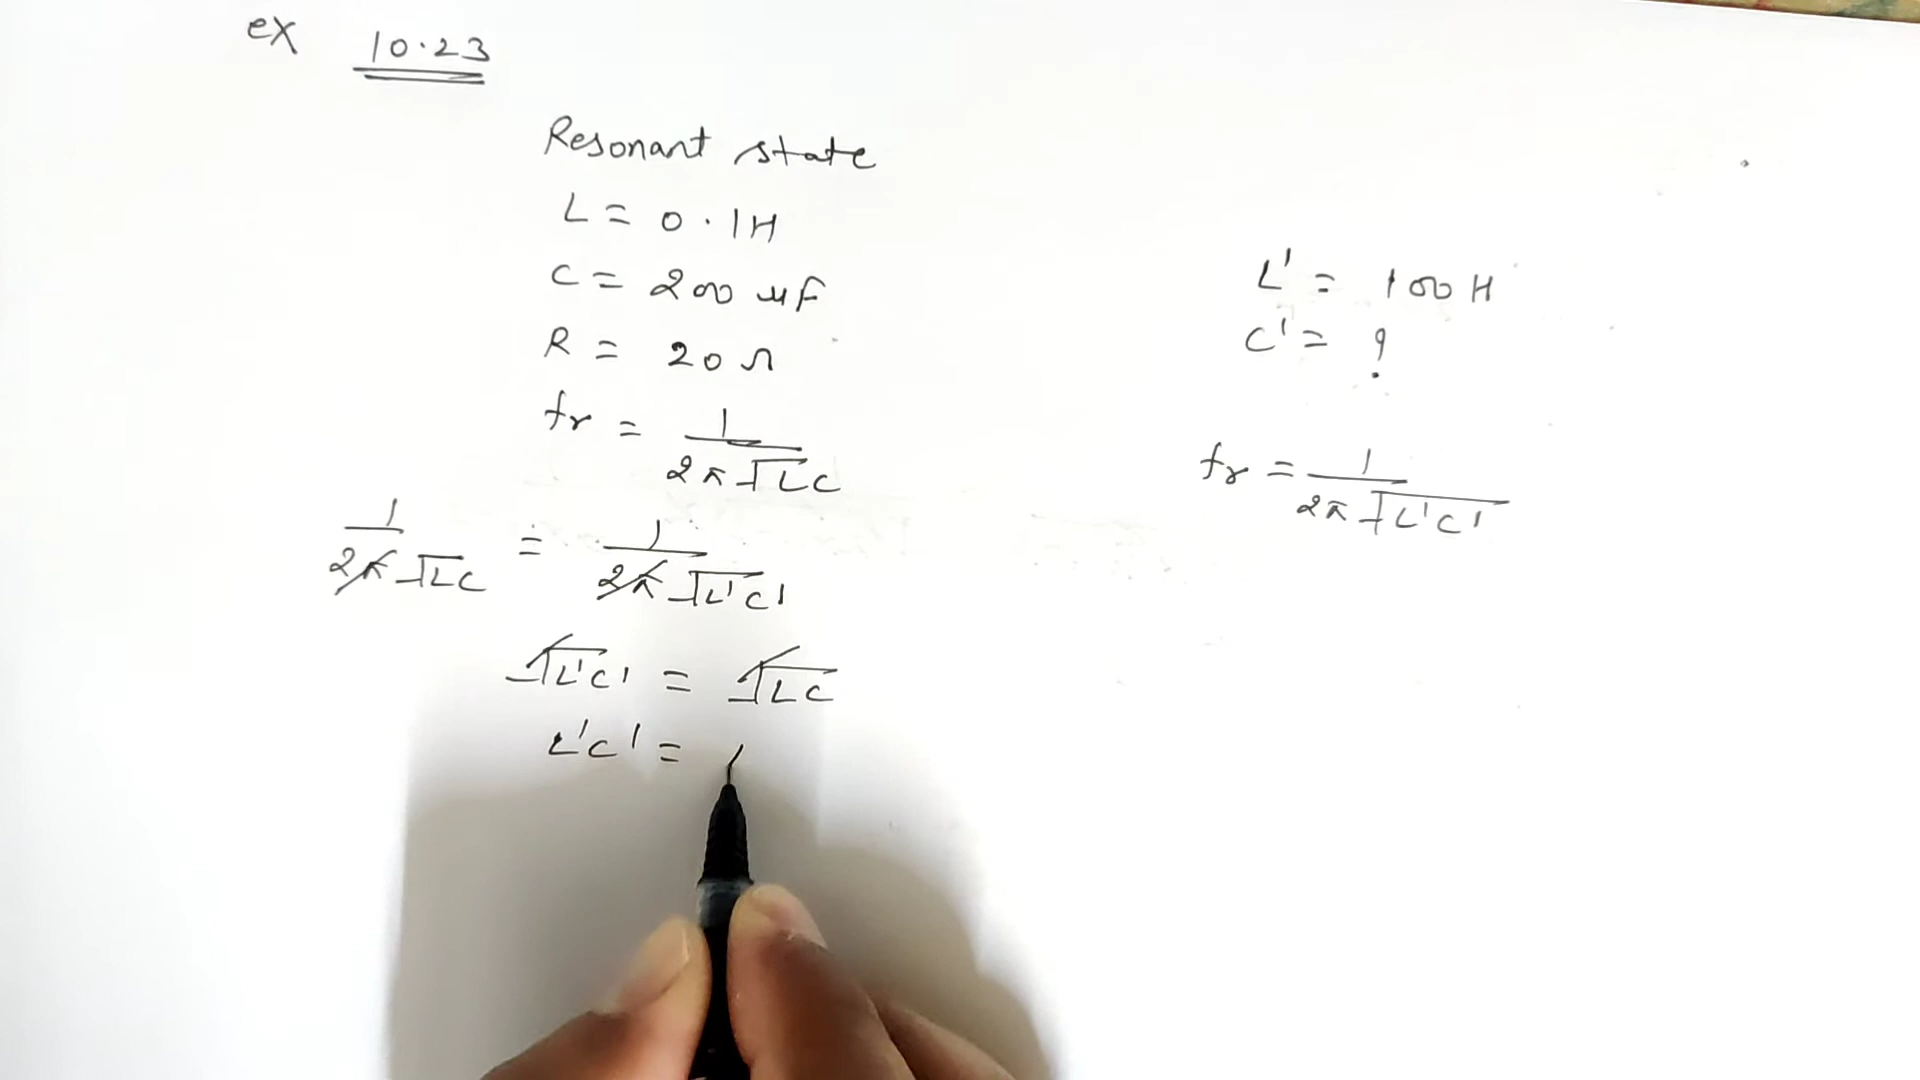 ex 10.23
Resonant state
L = 0.1H
C = 200 μF
R = 20 Ω
fr = 1/2π√LC
1/2π√LC = 1/2π√L'C'
√L'C' = √LC
L'C' =
L' = 100 H
C' = ?
fr = 1/2π√L'C'